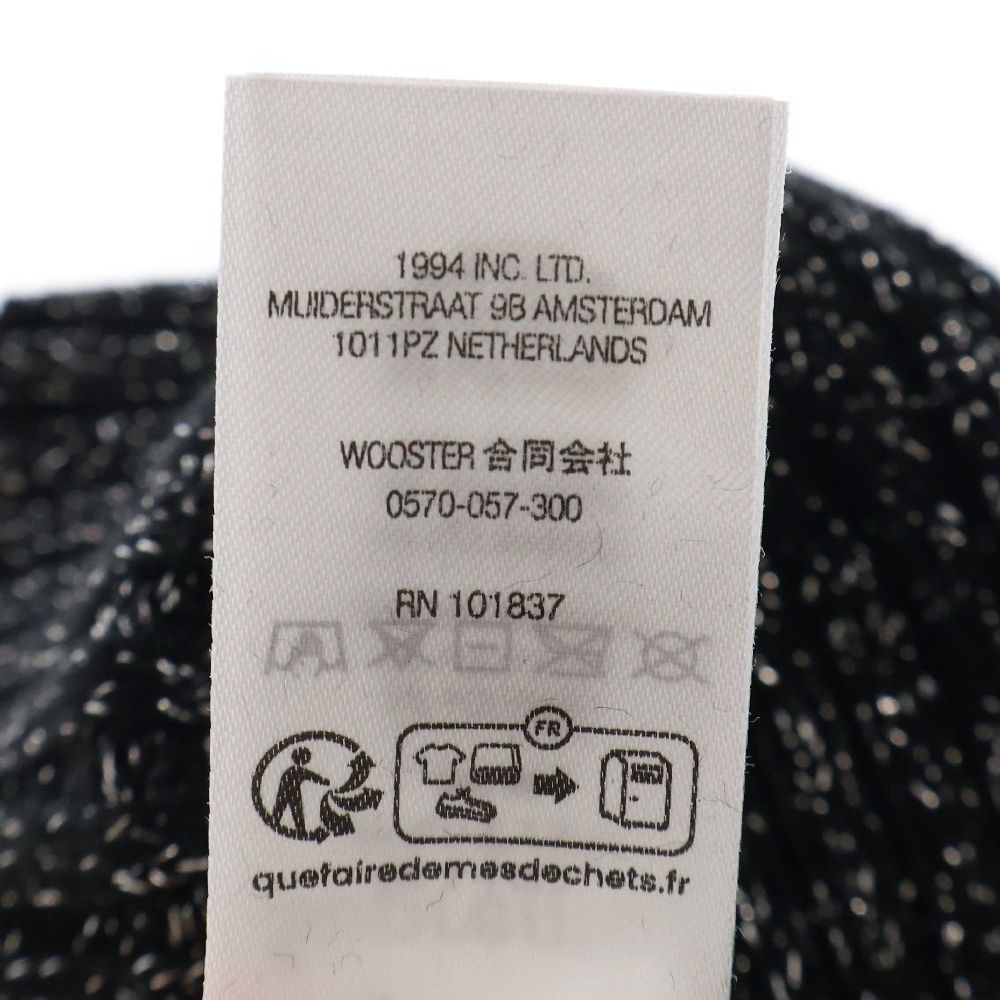 1994 INC. LTD.
MUIDERSTRAAT 9B AMSTERDAM
1011PZ NETHERLANDS
WOOSTER 合同会社
0570-057-300
RN 101837
FR
quefairedemesdechets.fr